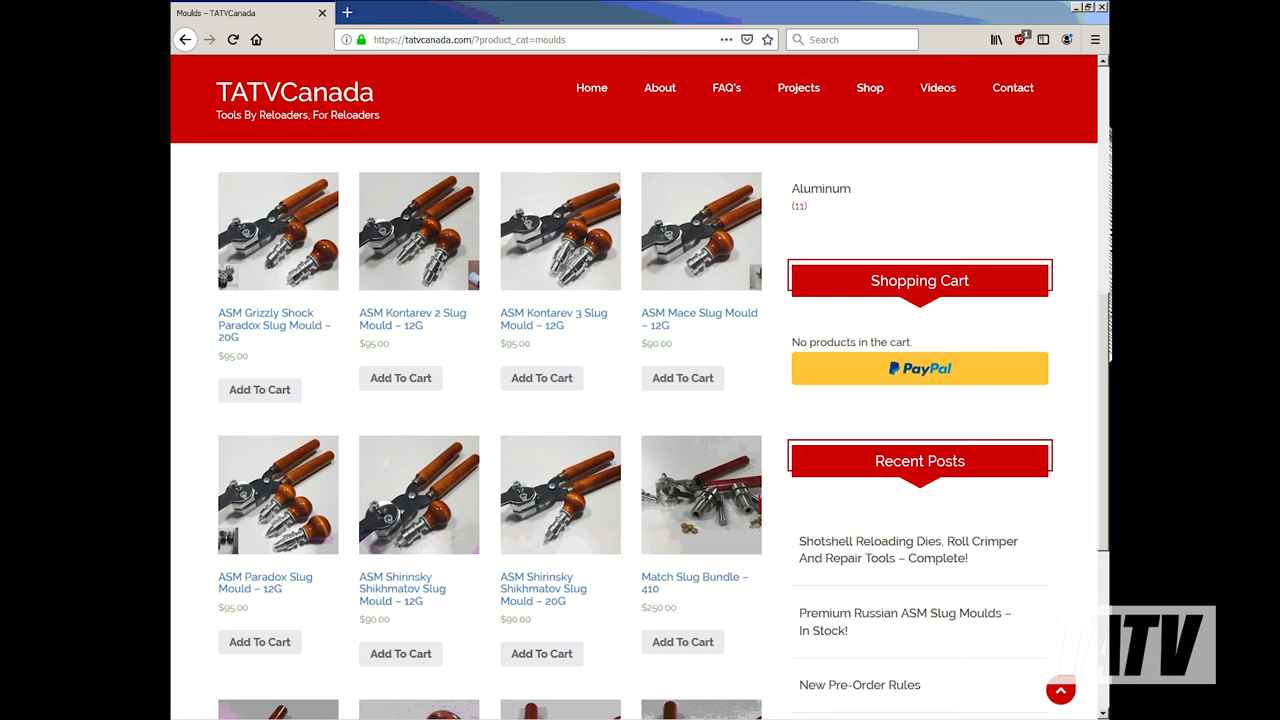 Moulds – TATVCanada
https://tatvcanada.com/?product_cat=moulds
Search
1
TATVCanada
Tools By Reloaders, For Reloaders
Home
About
FAQ's
Projects
Shop
Videos
Contact
ASM Grizzly Shock
Paradox Slug Mould –
20G
$95.00
Add To Cart
ASM Kontarev 2 Slug
Mould – 12G
$95.00
Add To Cart
ASM Kontarev 3 Slug
Mould – 12G
$95.00
Add To Cart
ASM Mace Slug Mould
– 12G
$90.00
Add To Cart
ASM Paradox Slug
Mould – 12G
$95.00
Add To Cart
ASM Shirinsky
Shikhmatov Slug
Mould – 12G
$90.00
Add To Cart
ASM Shirinsky
Shikhmatov Slug
Mould – 20G
$90.00
Add To Cart
Match Slug Bundle –
410
$250.00
Add To Cart
Aluminum
(11)
Shopping Cart
No products in the cart.
PayPal
Recent Posts
Shotshell Reloading Dies, Roll Crimper
And Repair Tools – Complete!
Premium Russian ASM Slug Moulds –
In Stock!
New Pre-Order Rules
TATV